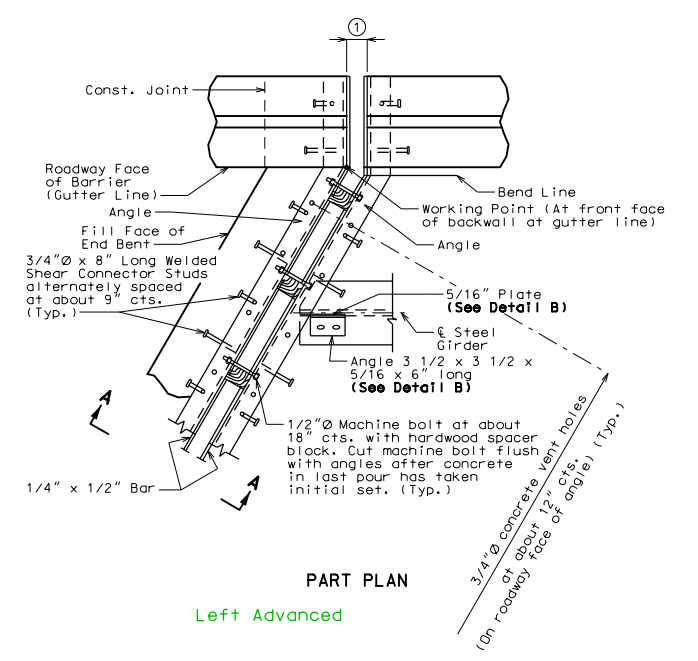 1
Const. Joint
Roadway Face
of Barrier
(Gutter Line)
Angle
Fill Face of
End Bent
3/4"Ø x 8" Long Welded
Shear Connector Studs
alternately spaced
at about 9" cts.
(Typ.)
Bend Line
Working Point (At front face
of backwall at gutter line)
Angle
5/16" Plate
(See Detail B)
℄ Steel
Girder
Angle 3 1/2 x 3 1/2 x
5/16 x 6" long
(See Detail B)
A
1/2"Ø Machine bolt at about
18" cts. with hardwood spacer
block. Cut machine bolt flush
with angles after concrete
in last pour has taken
initial set. (Typ.)
1/4" x 1/2" Bar
A
3/4"Ø concrete vent holes
at about 12" cts.
(On roadway face of angle) (Typ.)
PART PLAN
Left Advanced